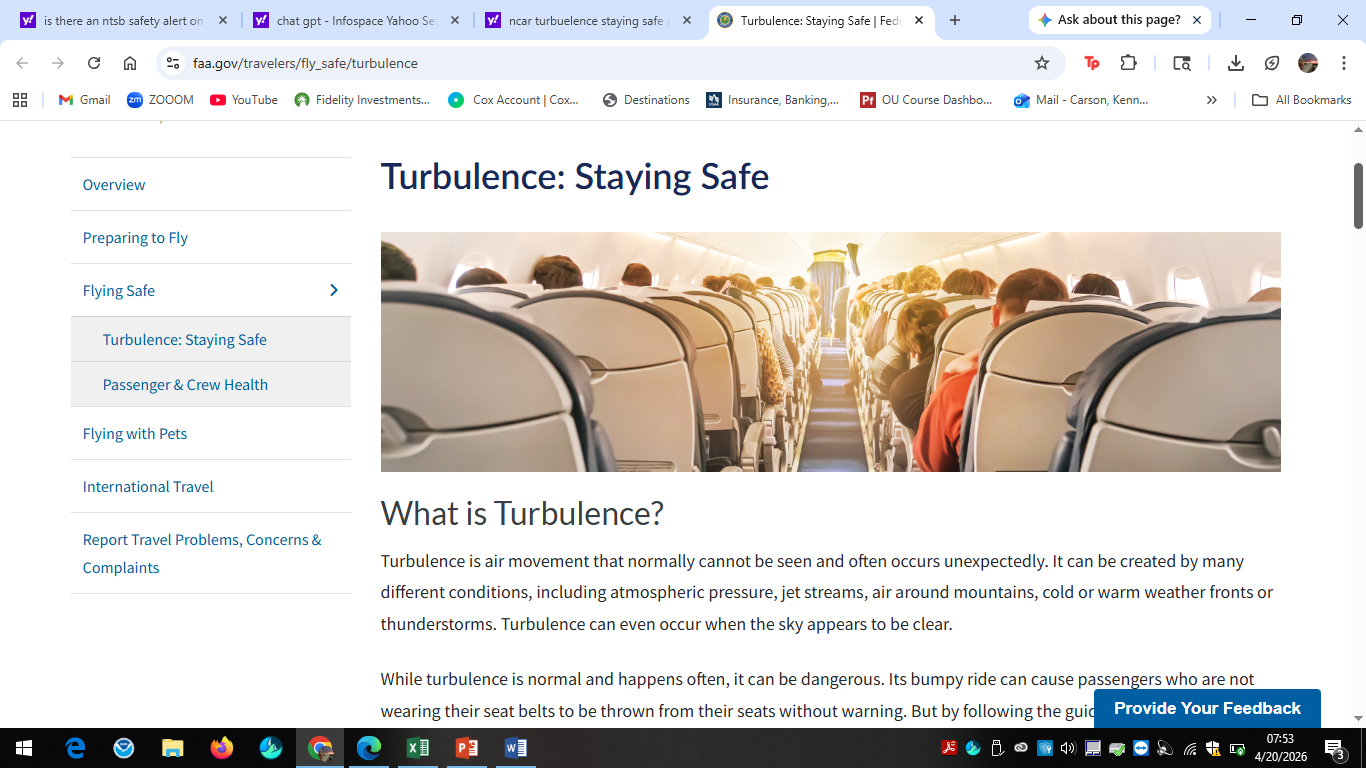 is there an ntsb safety alert on
chat gpt - Infospace Yahoo Sea
ncar turbuelence staying safe p
Turbulence: Staying Safe | Fede
Ask about this page?
faa.gov/travelers/fly_safe/turbulence
Gmail
ZOOOM
YouTube
Fidelity Investments...
Cox Account | Cox...
Destinations
Insurance, Banking,...
OU Course Dashbo...
Mail - Carson, Kenn...
All Bookmarks
Overview
Preparing to Fly
Flying Safe
Turbulence: Staying Safe
Passenger & Crew Health
Flying with Pets
International Travel
Report Travel Problems, Concerns &
Complaints
Turbulence: Staying Safe
What is Turbulence?
Turbulence is air movement that normally cannot be seen and often occurs unexpectedly. It can be created by many
different conditions, including atmospheric pressure, jet streams, air around mountains, cold or warm weather fronts or
thunderstorms. Turbulence can even occur when the sky appears to be clear.
While turbulence is normal and happens often, it can be dangerous. Its bumpy ride can cause passengers who are not
wearing their seat belts to be thrown from their seats without warning. But by following the guid
Provide Your Feedback
07:53
4/20/2026
3